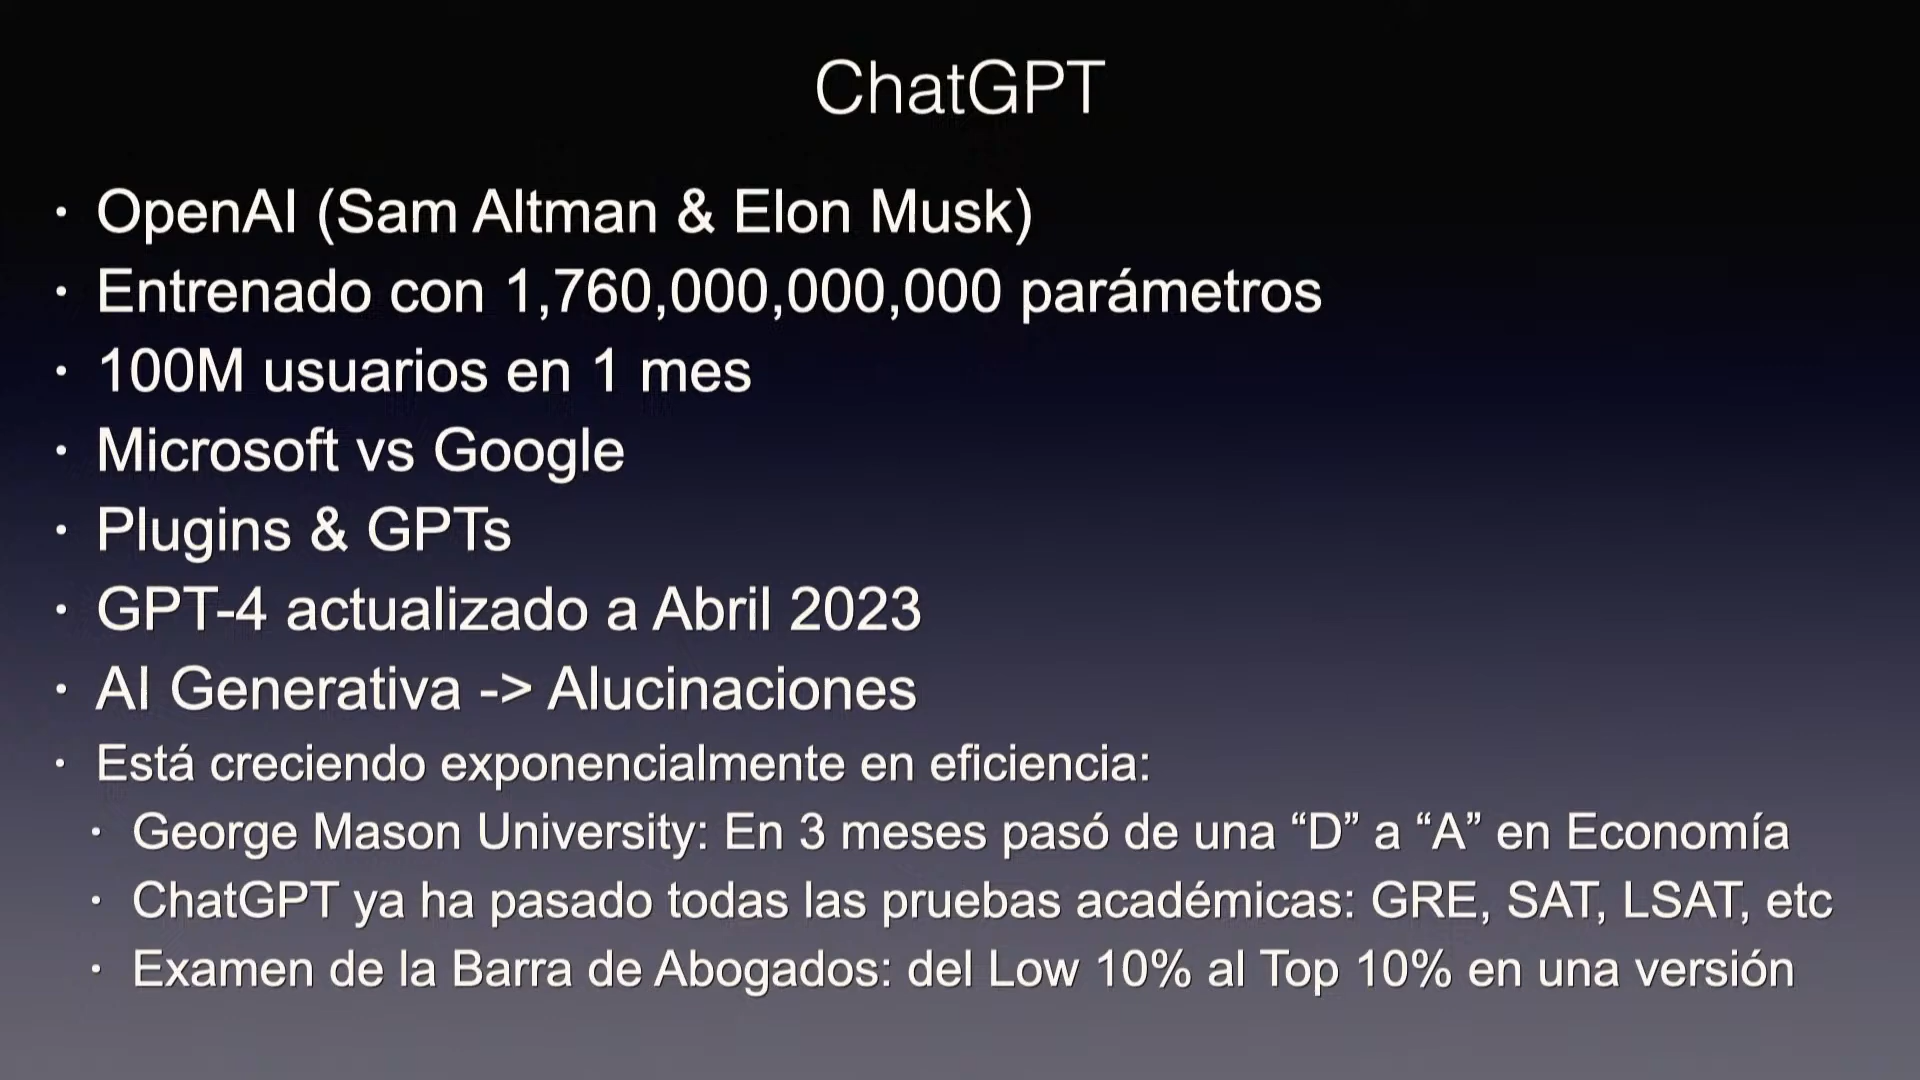 ChatGPT
· OpenAI (Sam Altman & Elon Musk)
· Entrenado con 1,760,000,000,000 parámetros
· 100M usuarios en 1 mes
· Microsoft vs Google
· Plugins & GPTs
· GPT-4 actualizado a Abril 2023
· AI Generativa -> Alucinaciones
· Está creciendo exponencialmente en eficiencia:
· George Mason University: En 3 meses pasó de una “D” a “A” en Economía
· ChatGPT ya ha pasado todas las pruebas académicas: GRE, SAT, LSAT, etc
· Examen de la Barra de Abogados: del Low 10% al Top 10% en una versión